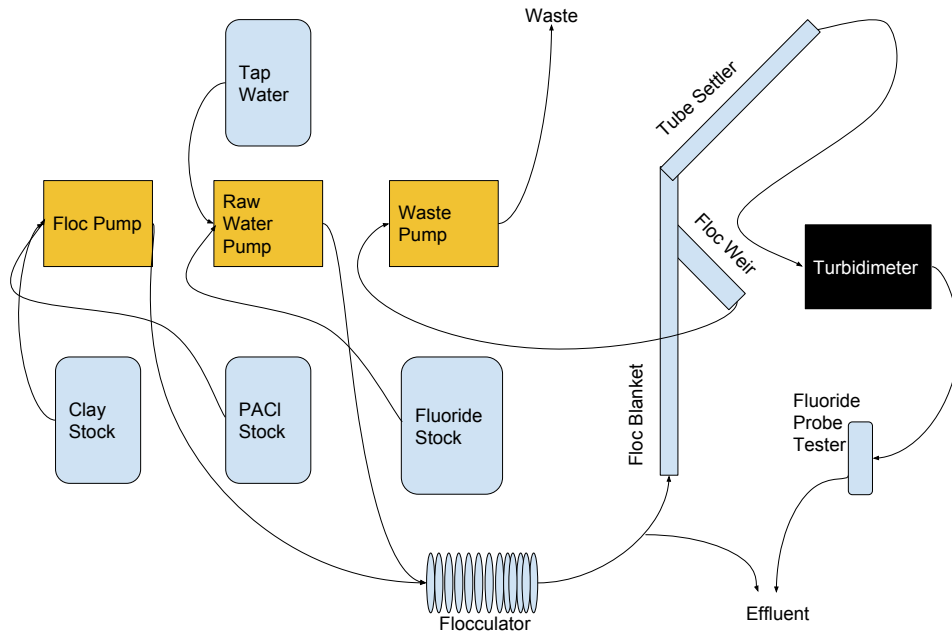 Waste
Tap
Water
Tube Settler
Floc Pump
Raw
Water
Pump
Waste
Pump
Floc Weir
Turbidimeter
Clay
Stock
PACl
Stock
Fluoride
Stock
Floc Blanket
Fluoride
Probe
Tester
Flocculator
Effluent